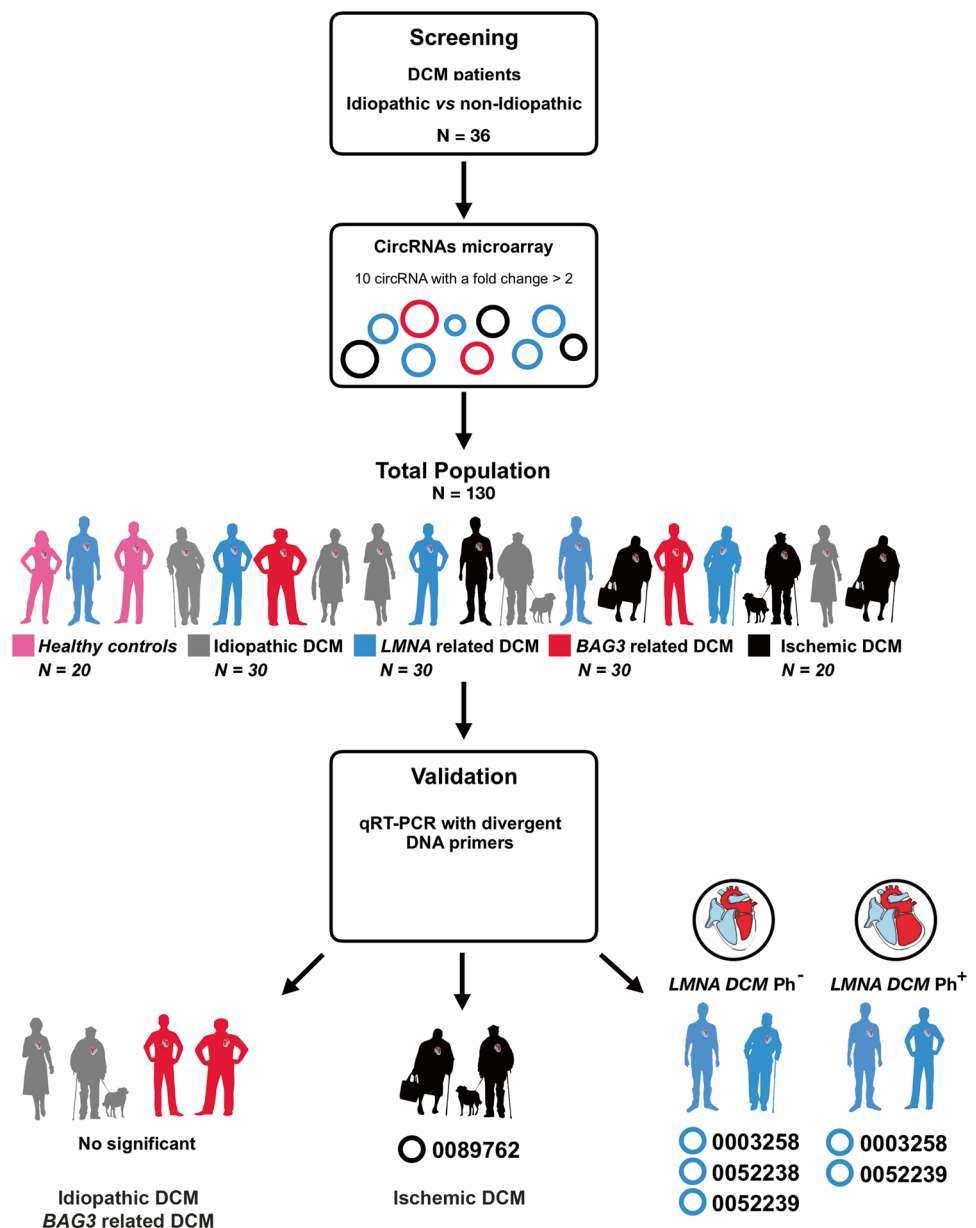 Screening
DCM patients
Idiopathic vs non-Idiopathic
N = 36
CircRNAs microarray
10 circRNA with a fold change > 2
Total Population
N = 130
Healthy controls
N = 20
Idiopathic DCM
N = 30
LMNA related DCM
N = 30
BAG3 related DCM
N = 30
Ischemic DCM
N = 20
Validation
qRT-PCR with divergent
DNA primers
LMNA DCM Ph⁻
LMNA DCM Ph⁺
No significant
Idiopathic DCM
BAG3 related DCM
0089762
Ischemic DCM
0003258
0052238
0052239
0003258
0052239